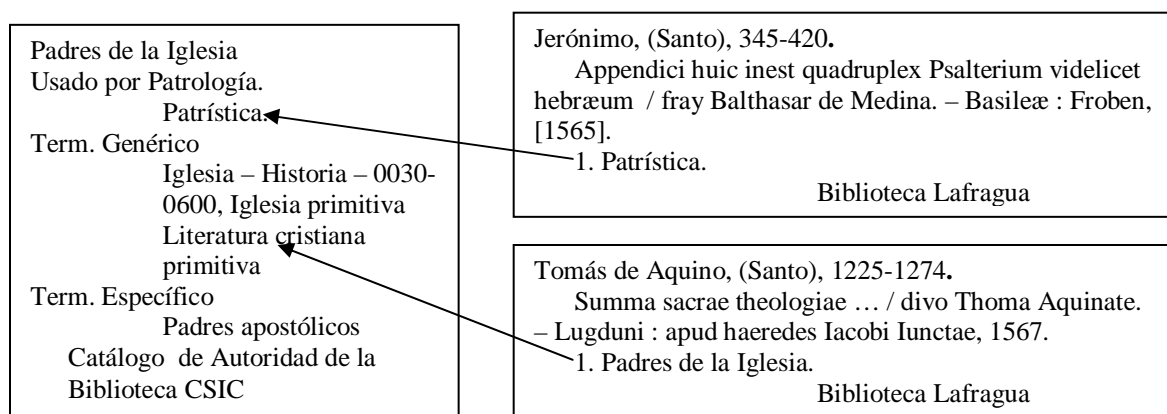 Padres de la Iglesia
Usado por Patrología.
Patrística.
Term. Genérico
Iglesia – Historia – 0030-
0600, Iglesia primitiva
Literatura cristiana
primitiva
Term. Específico
Padres apostólicos
Catálogo de Autoridad de la
Biblioteca CSIC
Jerónimo, (Santo), 345-420.
Appendici huic inest quadruplex Psalterium videlicet
hebræum / fray Balthasar de Medina. – Basileæ : Froben,
[1565].
1. Patrística.
Biblioteca Lafragua
Tomás de Aquino, (Santo), 1225-1274.
Summa sacrae theologiae … / divo Thoma Aquinate.
– Lugduni : apud haeredes Iacobi Iunctae, 1567.
1. Padres de la Iglesia.
Biblioteca Lafragua